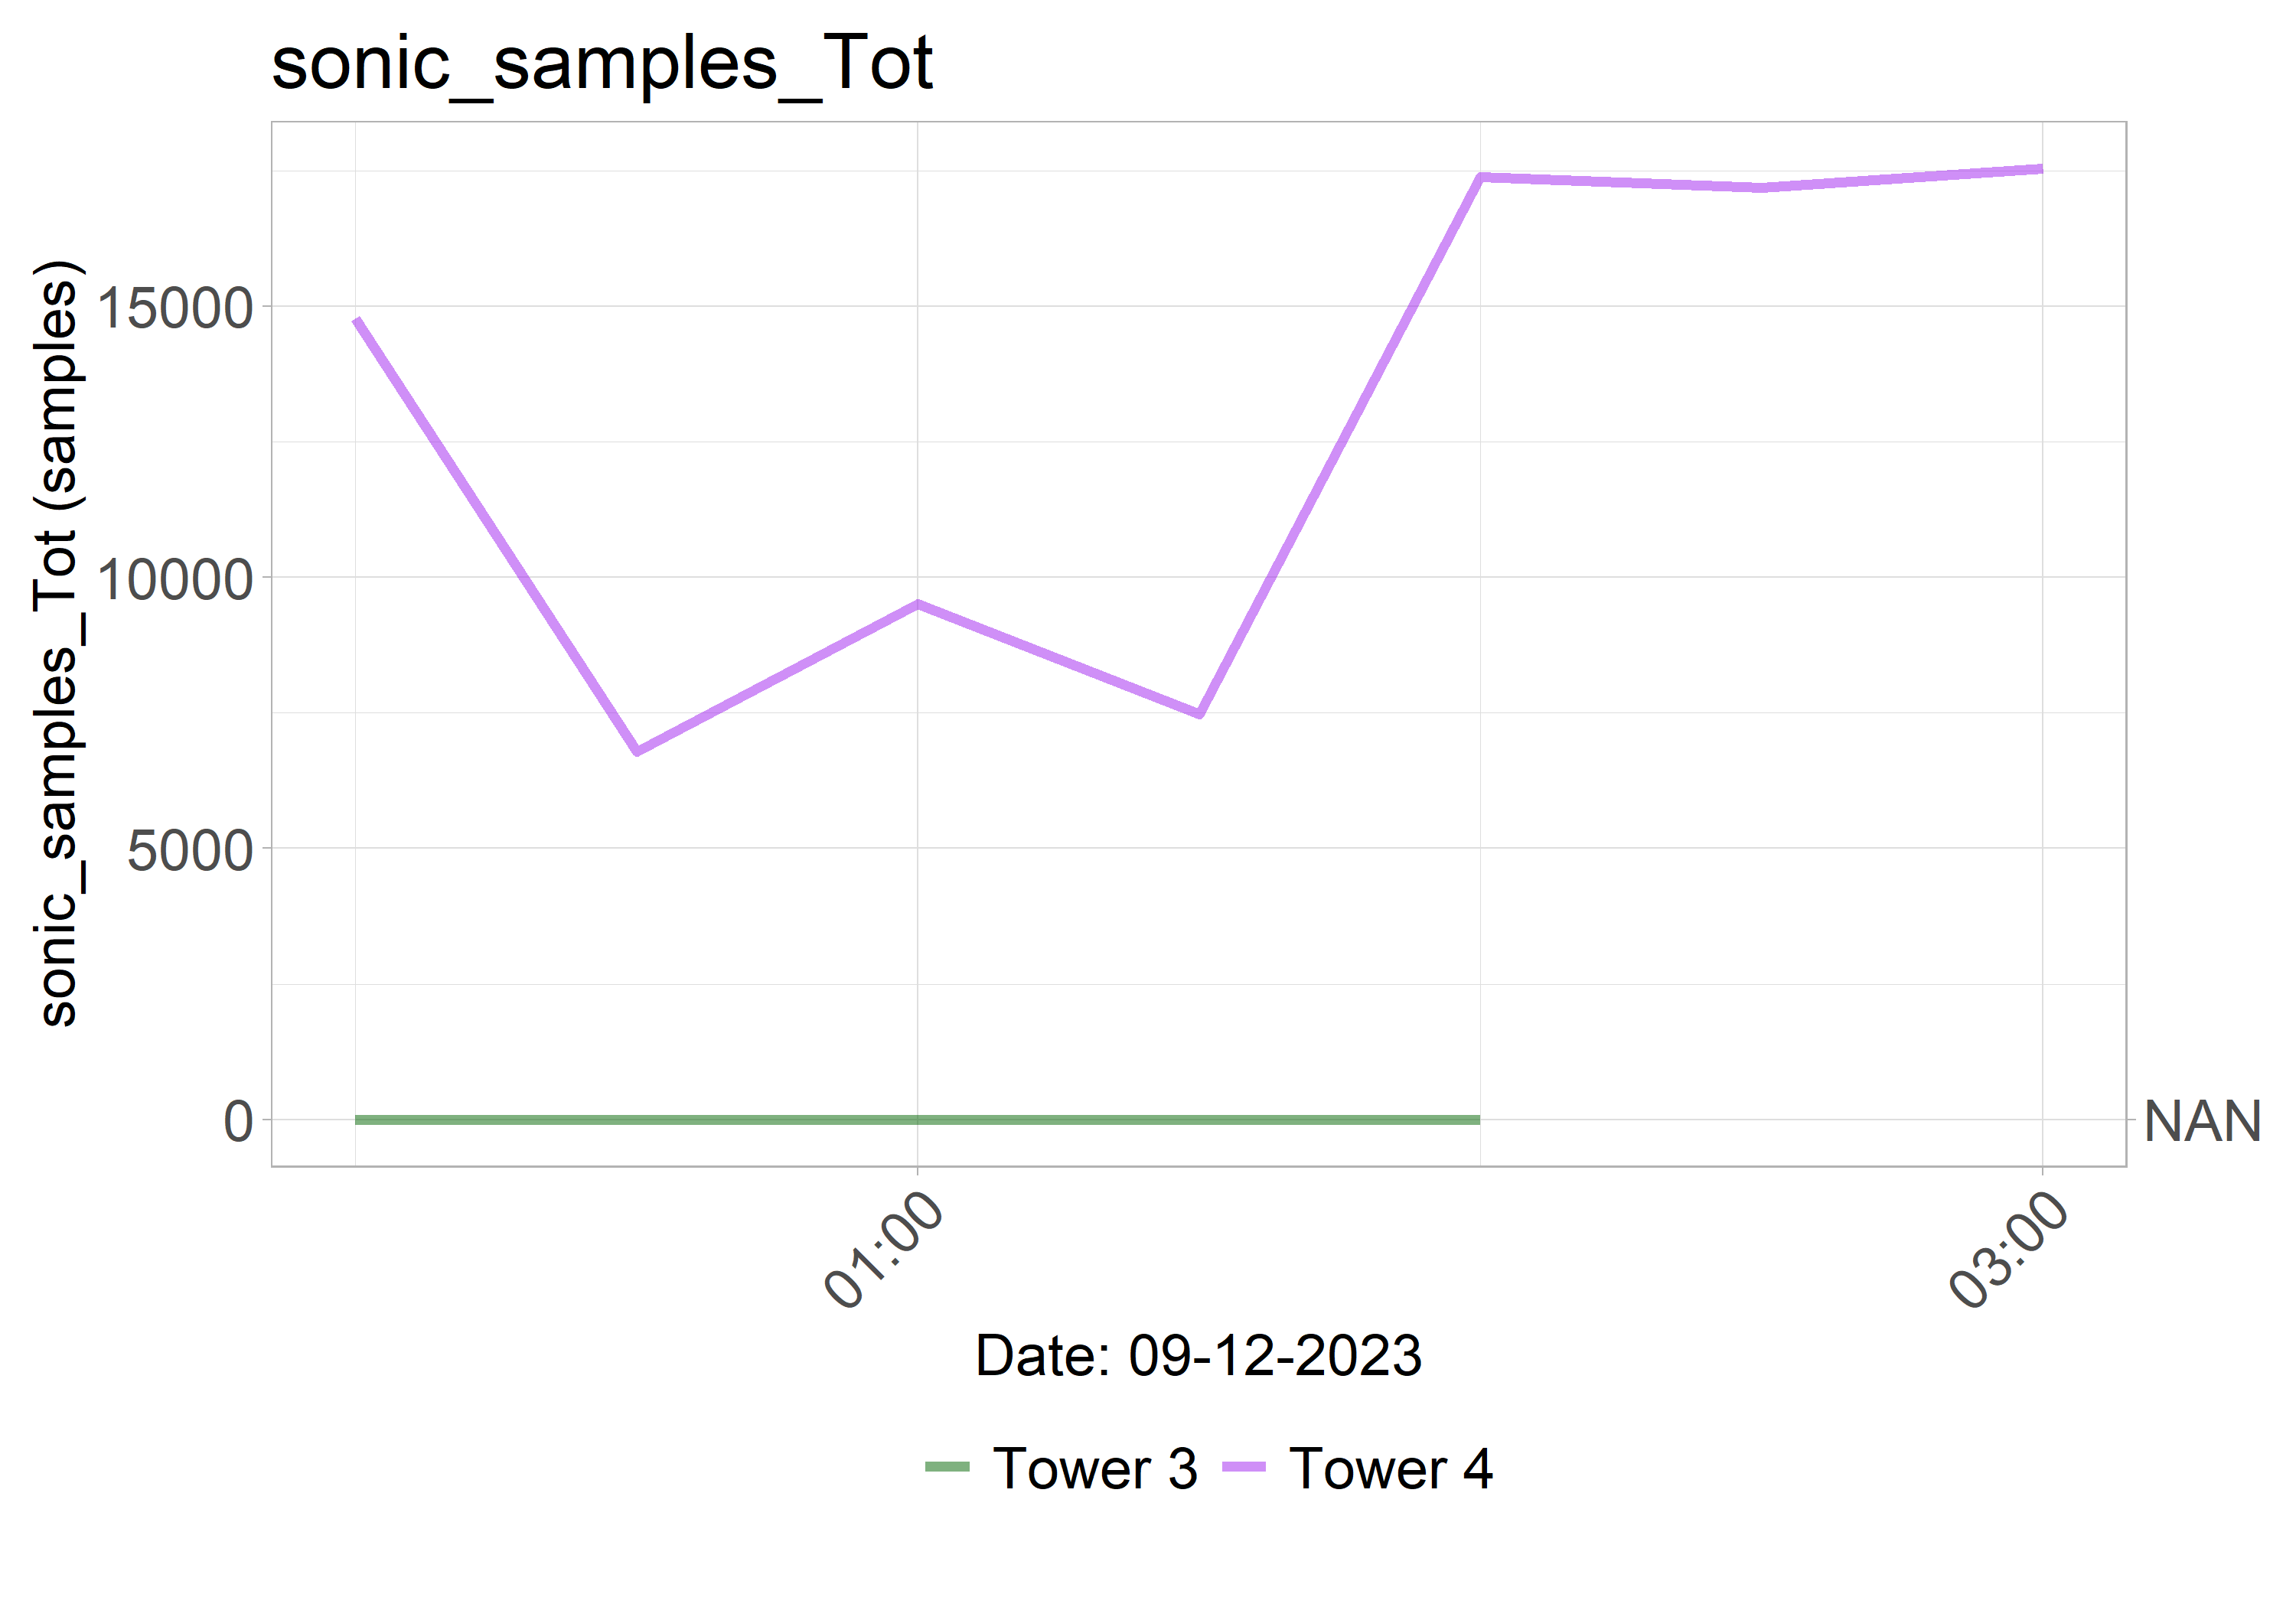 sonic_samples_Tot
sonic_samples_Tot (samples)
15000
10000
5000
0
NAN
01:00
03:00
Date: 09-12-2023
Tower 3
Tower 4